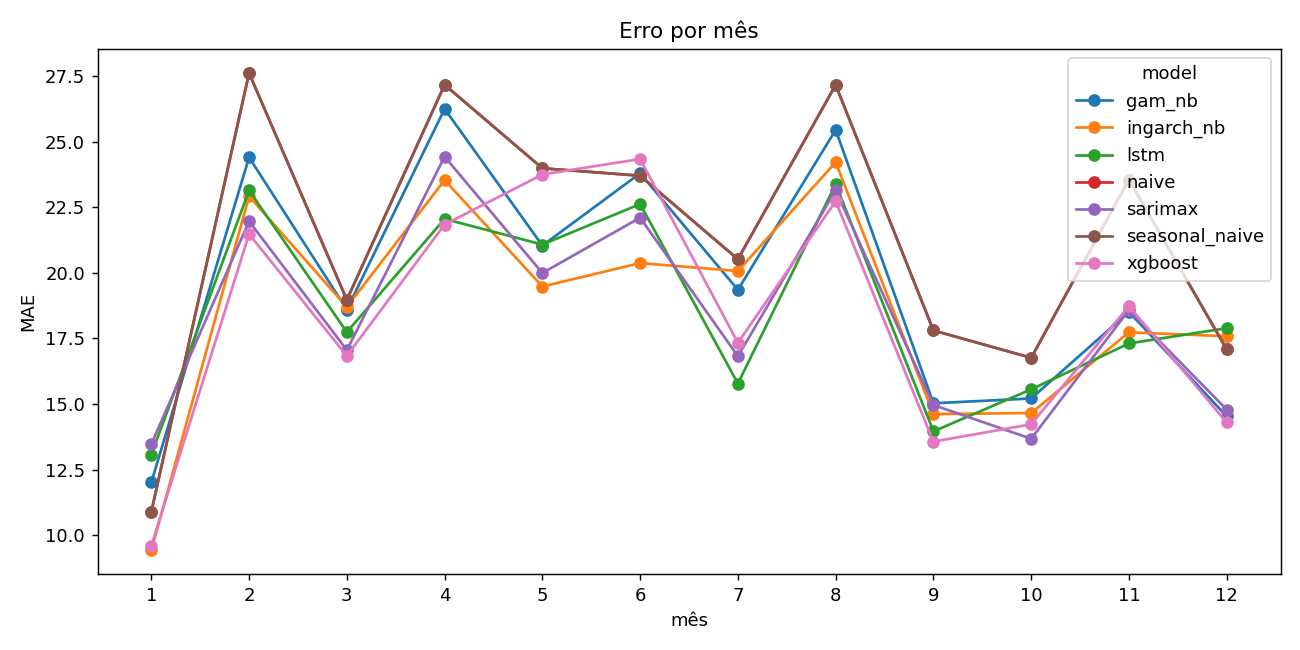 Erro por mês
MAE
27.5
25.0
22.5
20.0
17.5
15.0
12.5
10.0
model
gam_nb
ingarch_nb
lstm
naive
sarimax
seasonal_naive
xgboost
1 2 3 4 5 6 7 8 9 10 11 12
mês